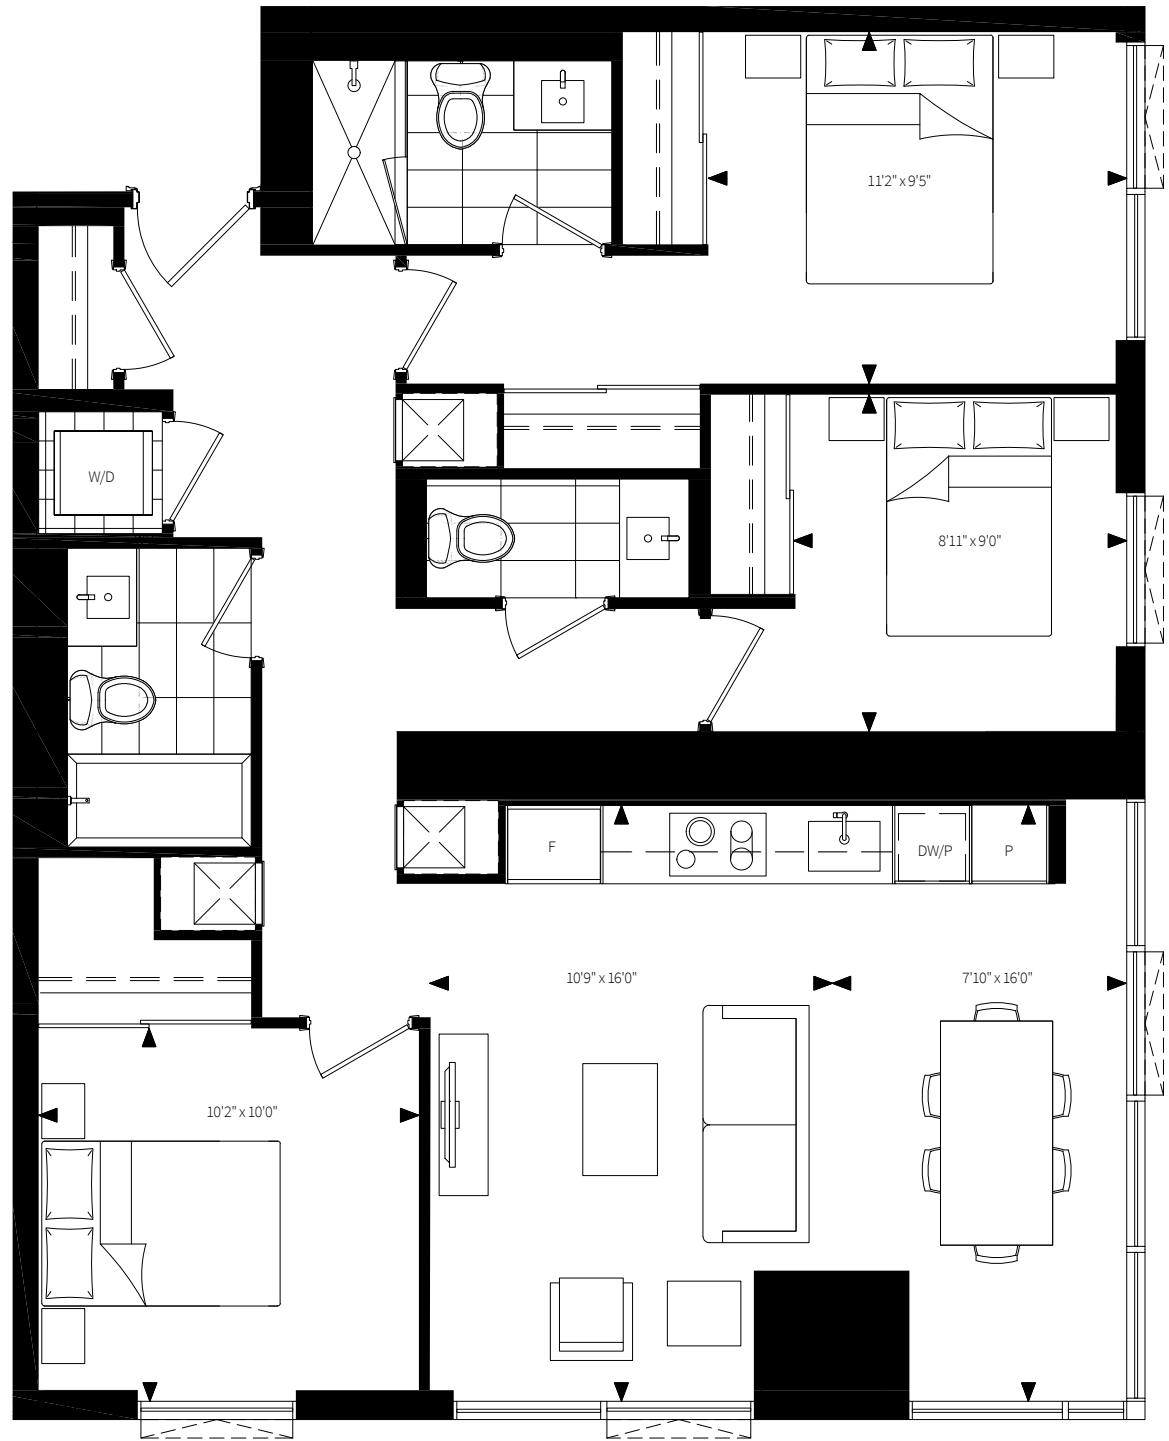 11'2" x 9'5"
W/D
8'11" x 9'0"
F
DW/P
P
10'9" x 16'0"
7'10" x 16'0"
10'2" x 10'0"